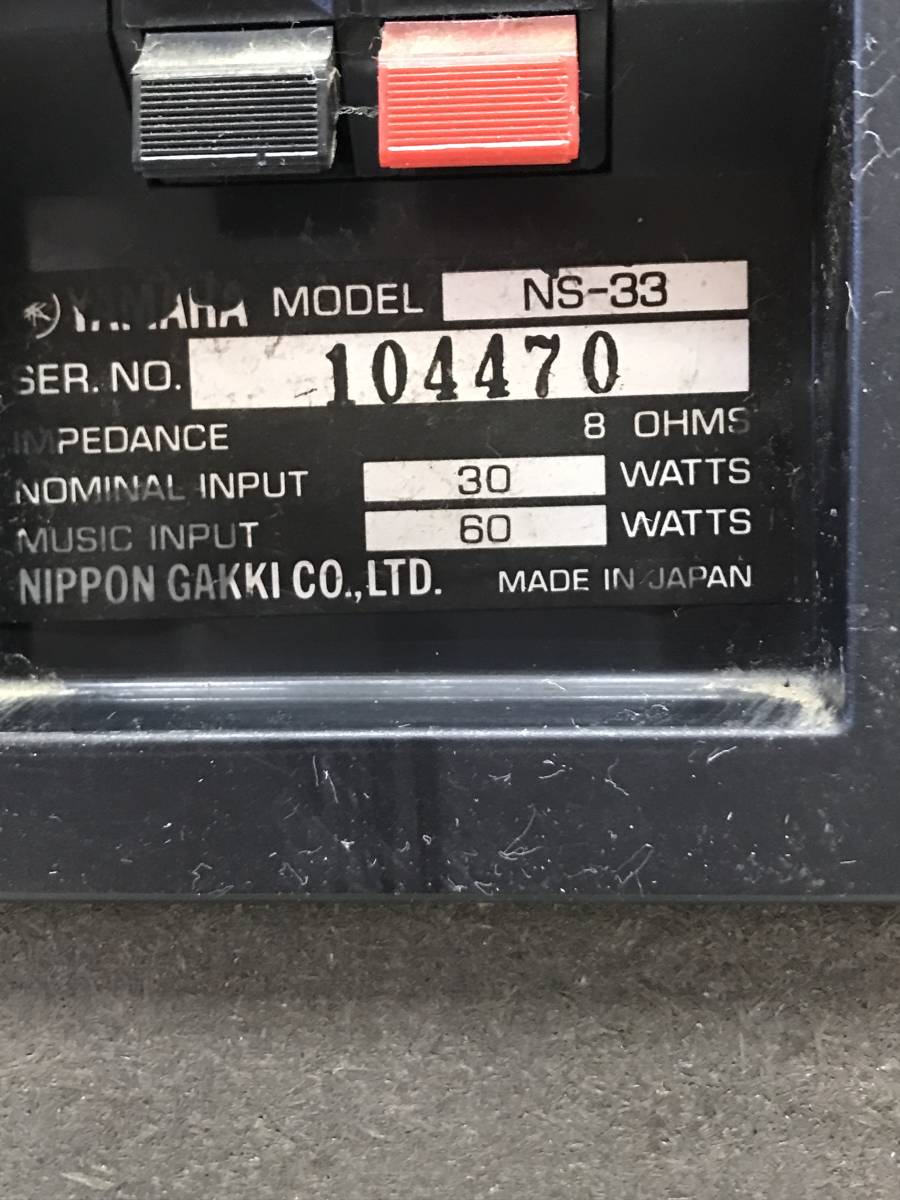 YAMAHA MODEL NS-33
SER. NO. 104470
IMPEDANCE 8 OHMS
NOMINAL INPUT 30 WATTS
MUSIC INPUT 60 WATTS
NIPPON GAKKI CO.,LTD. MADE IN JAPAN